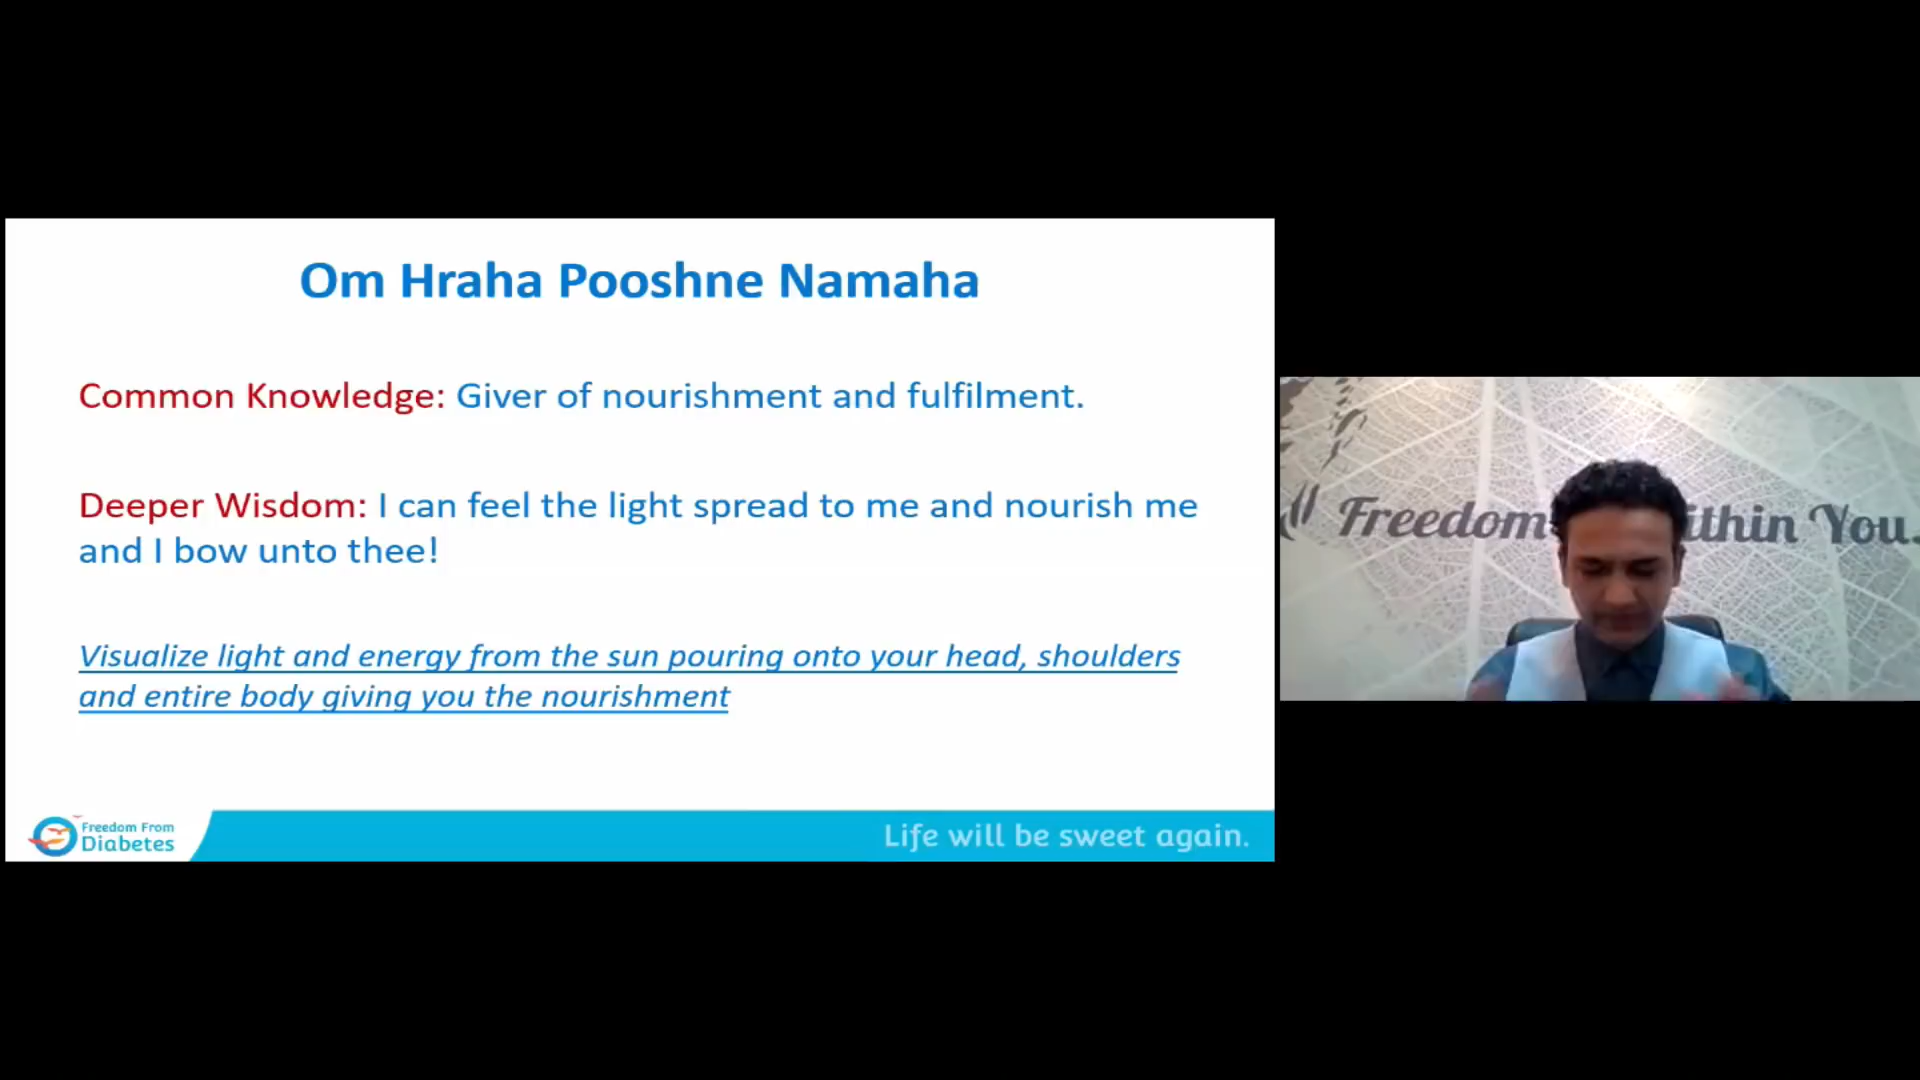 Om Hraha Pooshne Namaha
Common Knowledge: Giver of nourishment and fulfilment.
Deeper Wisdom: I can feel the light spread to me and nourish me
and I bow unto thee!
Visualize light and energy from the sun pouring onto your head, shoulders
and entire body giving you the nourishment
Freedom From
Diabetes
Life will be sweet again.
Freedom ithin You.